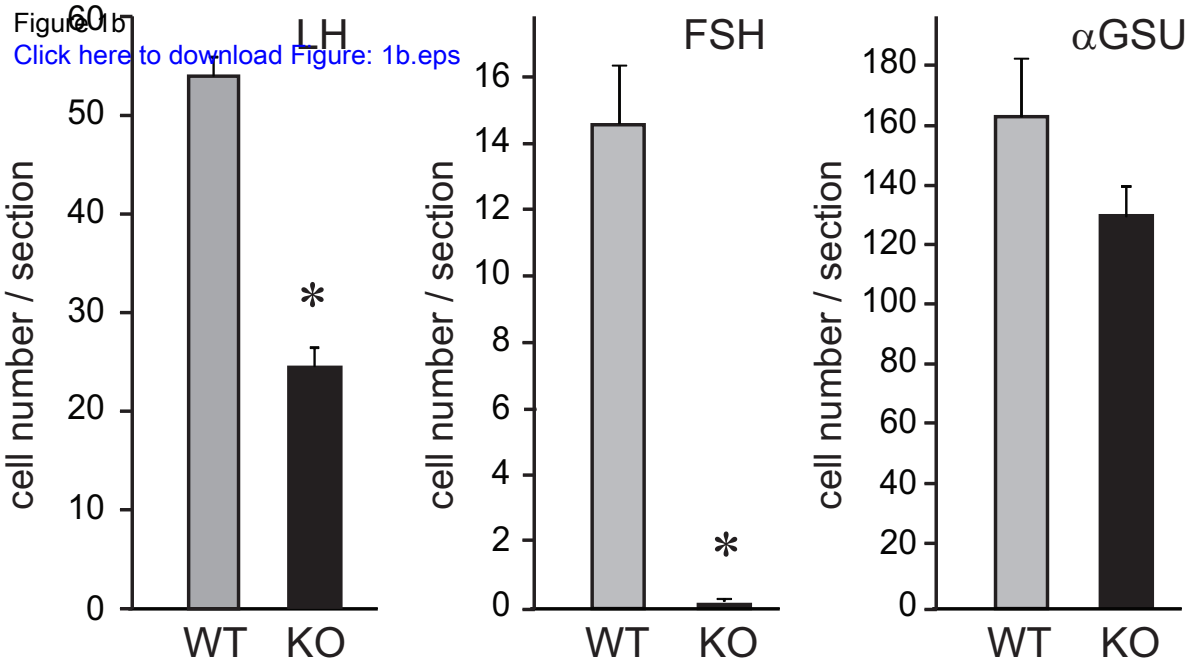 Figure 1b
Click here to download Figure: 1b.eps
LH
cell number / section
60
50
40
30
20
10
0
*
WT KO
FSH
cell number / section
16
14
12
10
8
6
4
2
0
*
WT KO
αGSU
cell number / section
180
160
140
120
100
80
60
40
20
0
WT KO